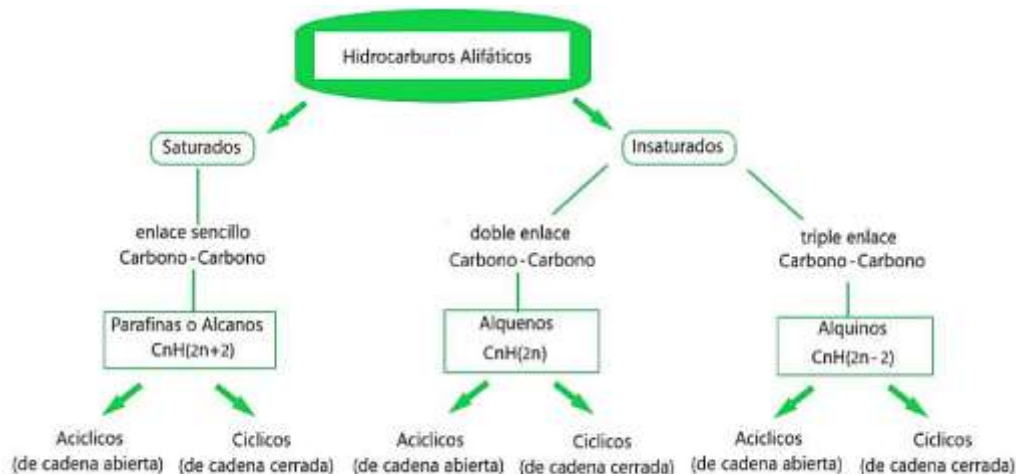 Hidrocarburos Alifáticos
Saturados
Insaturados
enlace sencillo
Carbono - Carbono
doble enlace
Carbono - Carbono
triple enlace
Carbono - Carbono
Parafinas o Alcanos
CnH(2n+2)
Alquenos
CnH(2n)
Alquinos
CnH(2n- 2)
Aciclicos
(de cadena abierta)
Ciclicos
(de cadena cerrada)
Aciclicos
(de cadena abierta)
Ciclicos
(de cadena cerrada)
Aciclicos
(de cadena abierta)
Ciclicos
(de cadena cerrada)